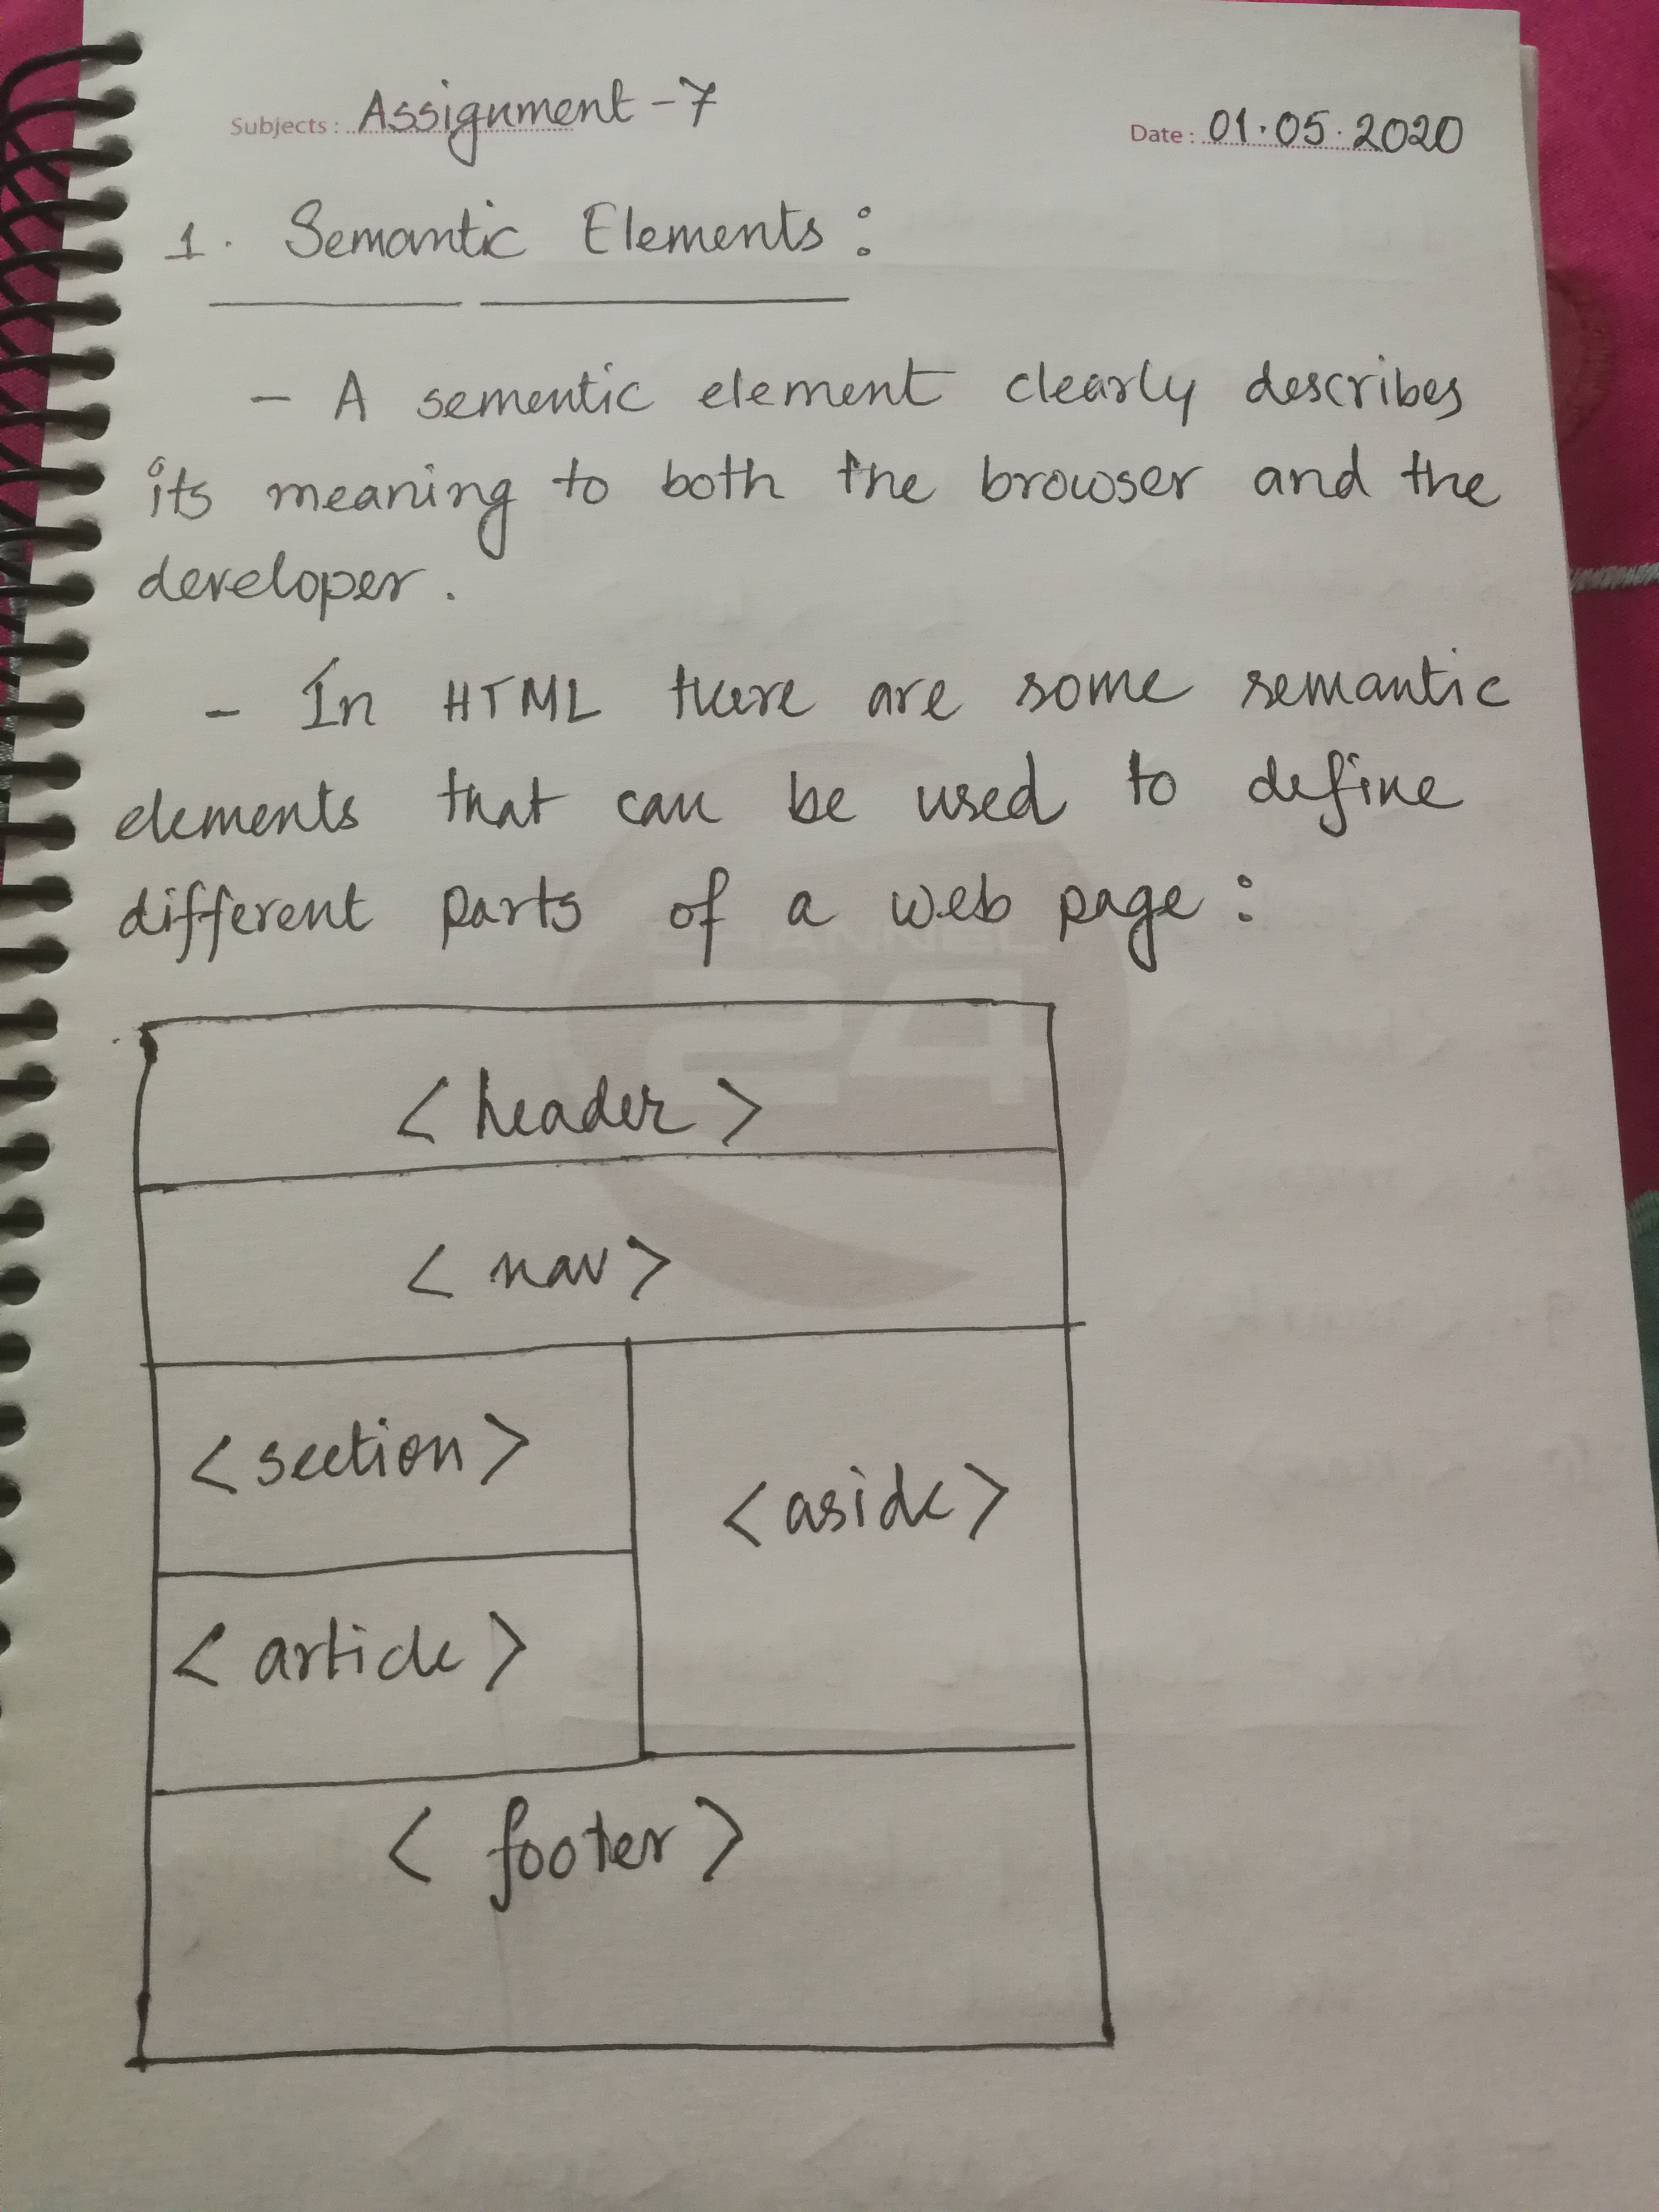 Subjects : Assignment - 7
Date : 01.05.2020
1. Semantic Elements :
- A sementic element clearly describes
its meaning to both the browser and the
developer.
- In HTML there are some semantic
elements that can be used to define
different parts of a web page :
CHANNEL
24
<header>
<nav>
<section>
<aside>
<article>
<footer>